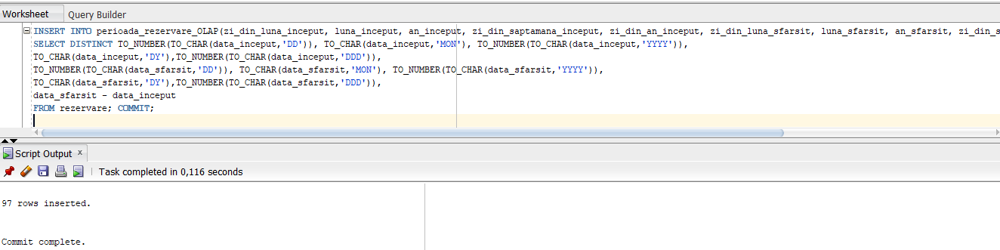 Worksheet Query Builder
INSERT INTO perioada_rezervare_OLAP(zi_din_luna_inceput, luna_inceput, an_inceput, zi_din_saptamana_inceput, zi_din_an_inceput, zi_din_luna_sfarsit, luna_sfarsit, an_sfarsit, zi_din_s
SELECT DISTINCT TO_NUMBER(TO_CHAR(data_inceput,'DD')), TO_CHAR(data_inceput,'MON'), TO_NUMBER(TO_CHAR(data_inceput,'YYYY')),
TO_CHAR(data_inceput,'DY'),TO_NUMBER(TO_CHAR(data_inceput,'DDD')),
TO_NUMBER(TO_CHAR(data_sfarsit,'DD')), TO_CHAR(data_sfarsit,'MON'), TO_NUMBER(TO_CHAR(data_sfarsit,'YYYY')),
TO_CHAR(data_sfarsit,'DY'),TO_NUMBER(TO_CHAR(data_sfarsit,'DDD')),
data_sfarsit - data_inceput
FROM rezervare; COMMIT;
Script Output x
Task completed in 0,116 seconds
97 rows inserted.
Commit complete.